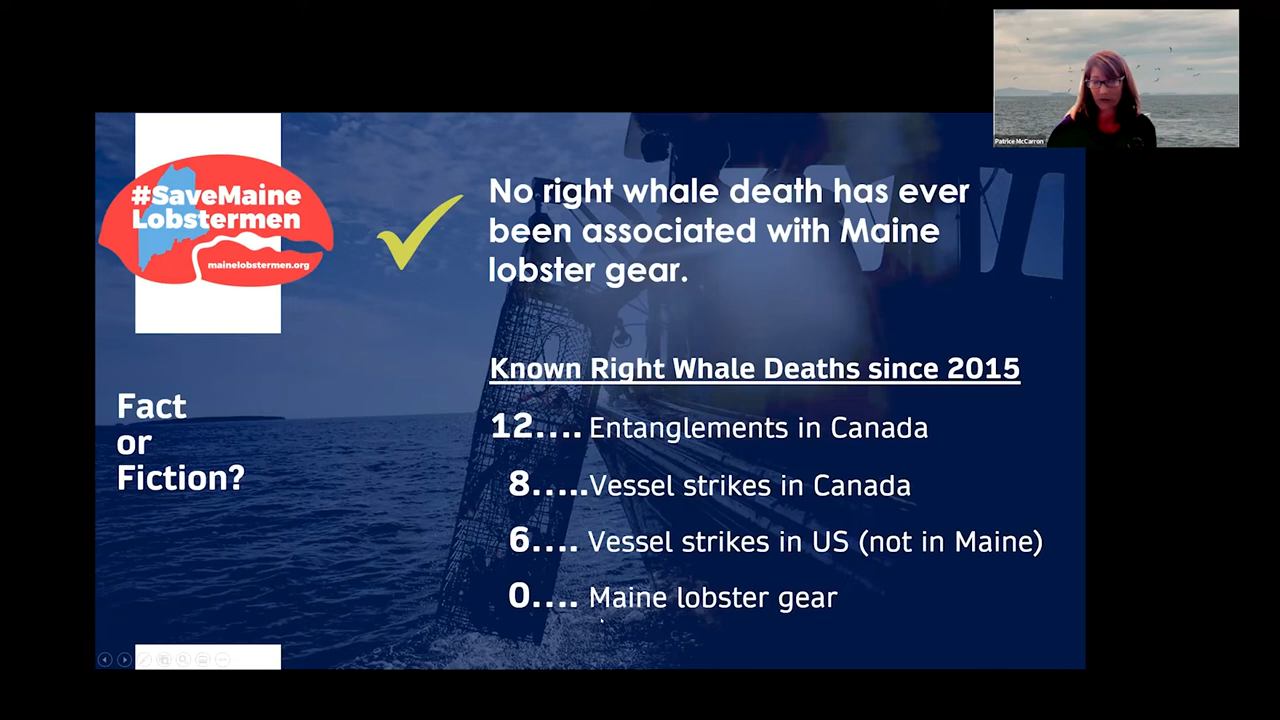 Patrice McCarron
#SaveMaine
Lobstermen
mainelobstermen.org
No right whale death has ever
been associated with Maine
lobster gear.
Known Right Whale Deaths since 2015
12.... Entanglements in Canada
8.....Vessel strikes in Canada
6.... Vessel strikes in US (not in Maine)
0.... Maine lobster gear
Fact
or
Fiction?